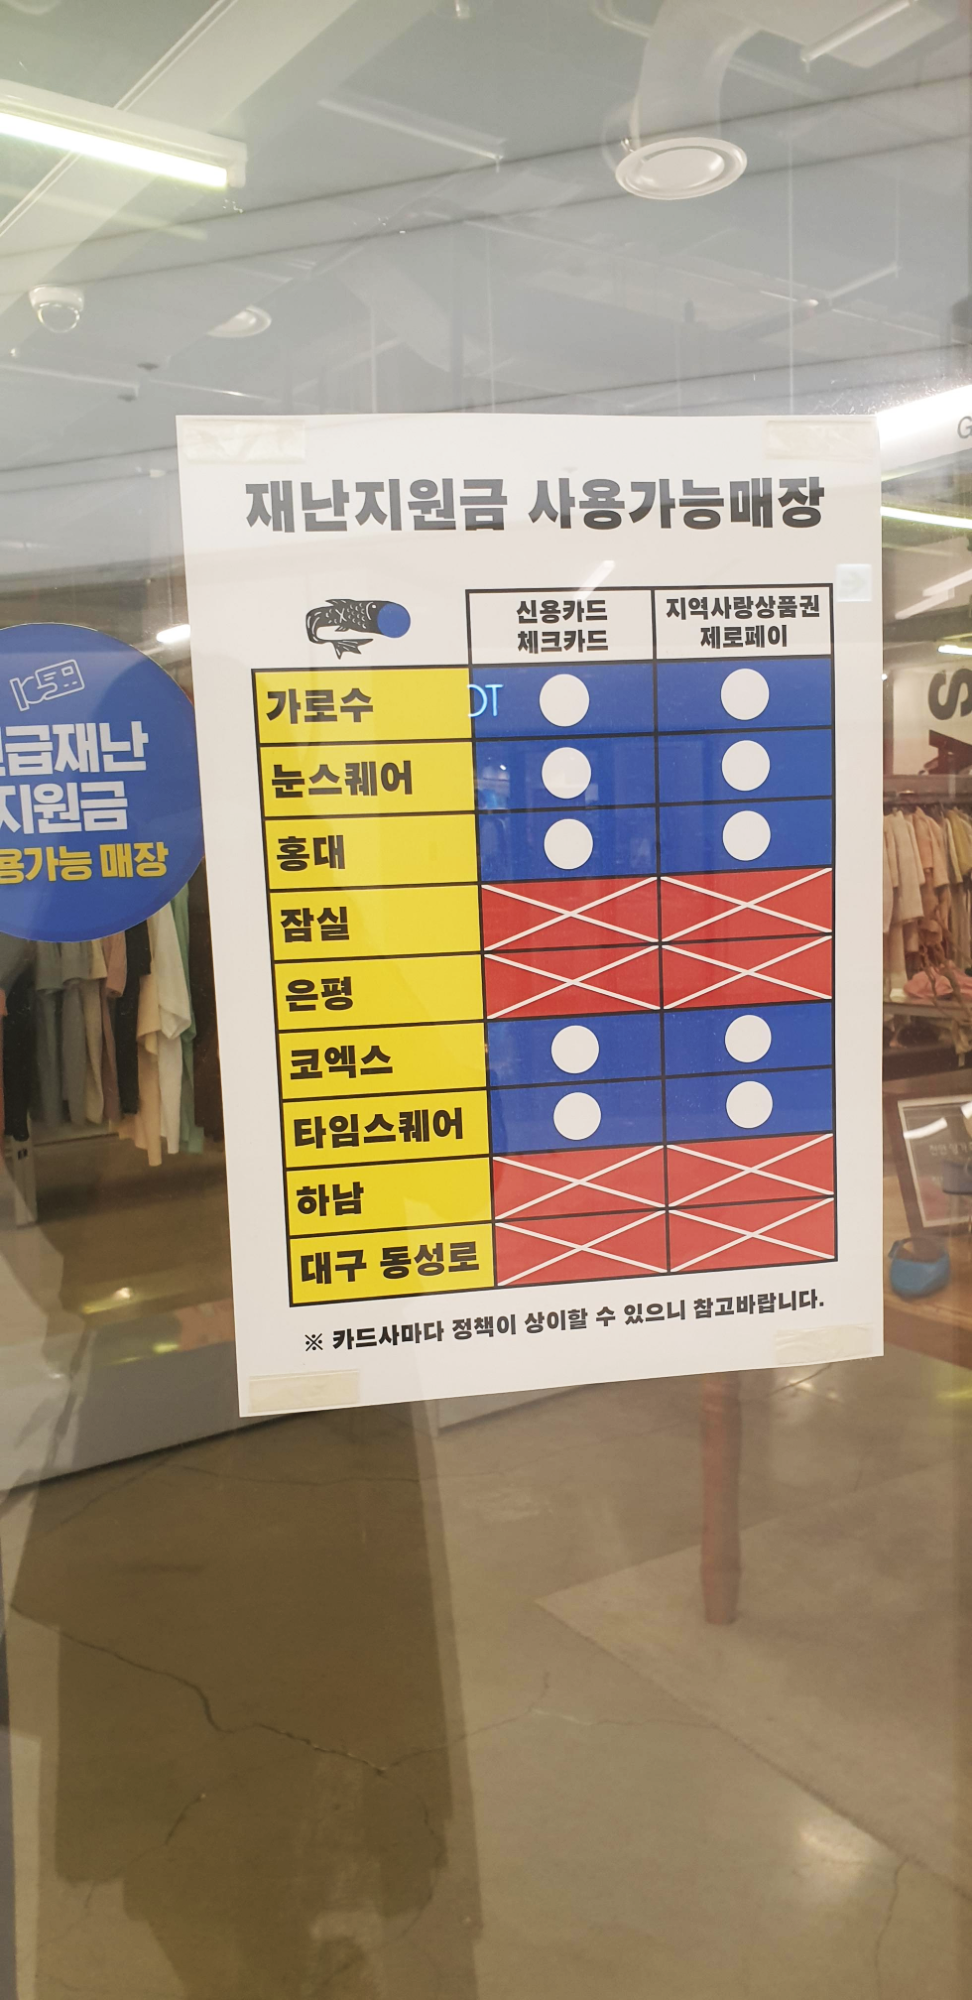 재난지원금 사용가능매장
신용카드
체크카드
지역사랑상품권
제로페이
가로수
눈스퀘어
홍대
잠실
은평
코엑스
타임스퀘어
하남
대구 동성로
※ 카드사마다 정책이 상이할 수 있으니 참고바랍니다.
급재난
지원금
용가능 매장
OT
G
S